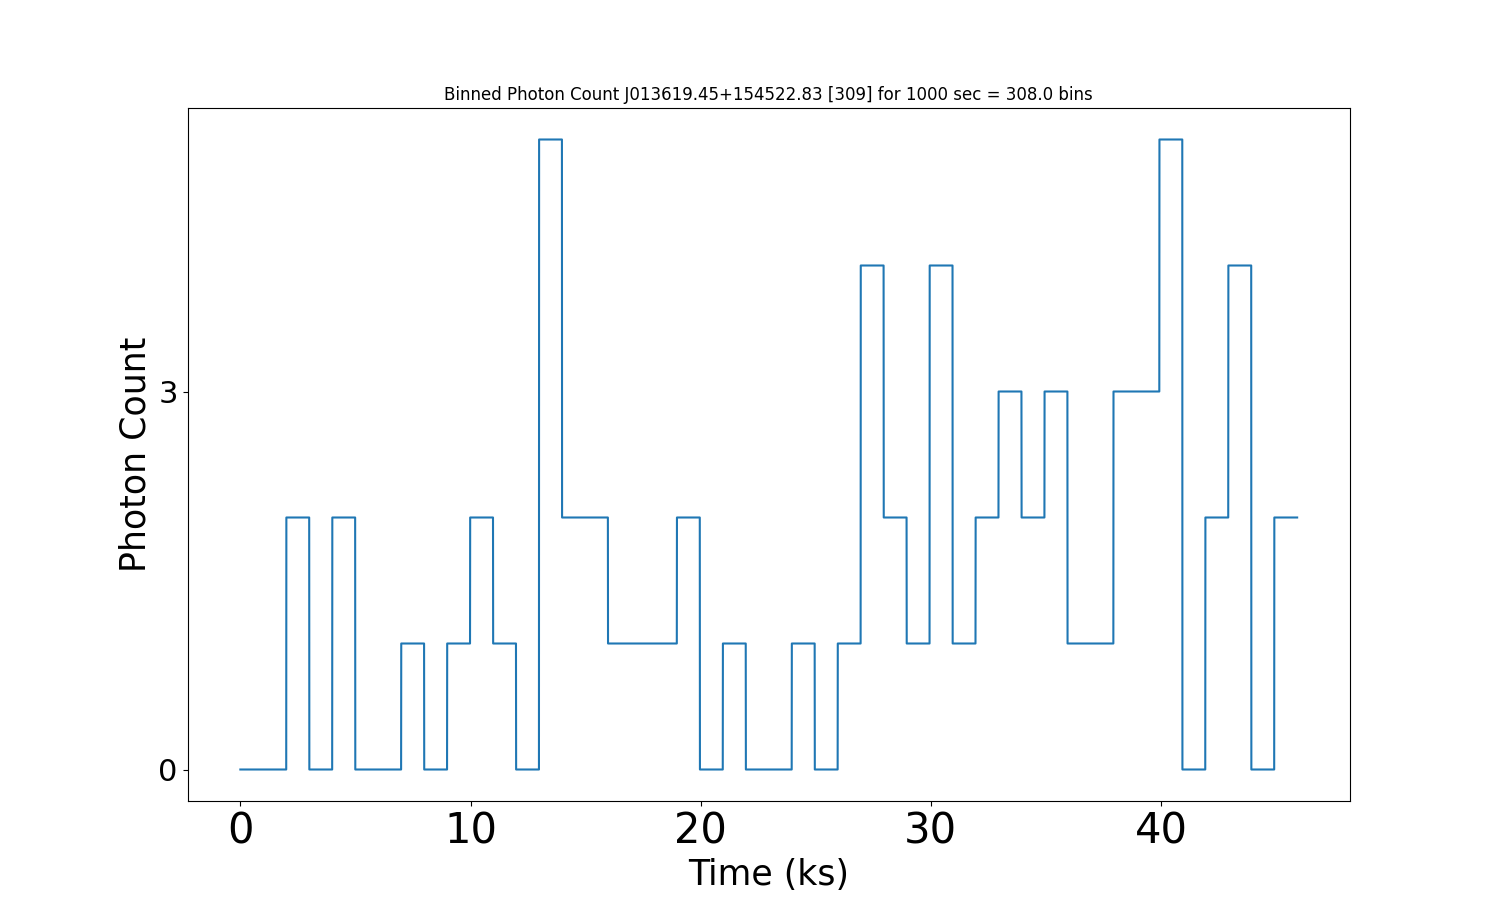 Binned Photon Count J013619.45+154522.83 [309] for 1000 sec = 308.0 bins
Photon Count
3
0
0 10 20 30 40
Time (ks)